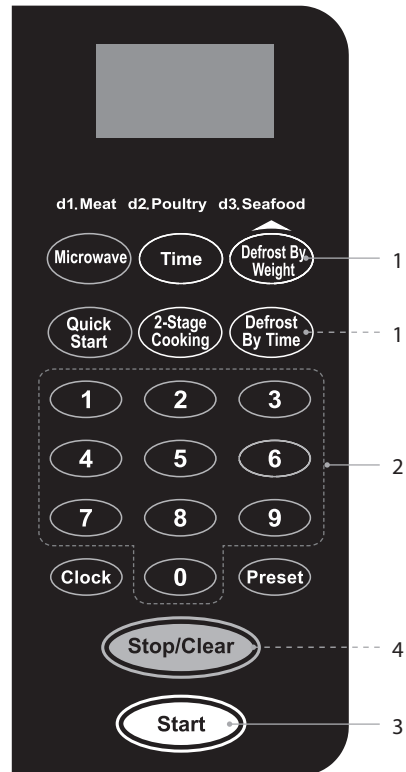 d1.Meat d2.Poultry d3.Seafood
Microwave Time Defrost By Weight 1
Quick Start 2-Stage Cooking Defrost By Time 1
1 2 3
4 5 6 2
7 8 9
Clock 0 Preset
Stop/Clear 4
Start 3